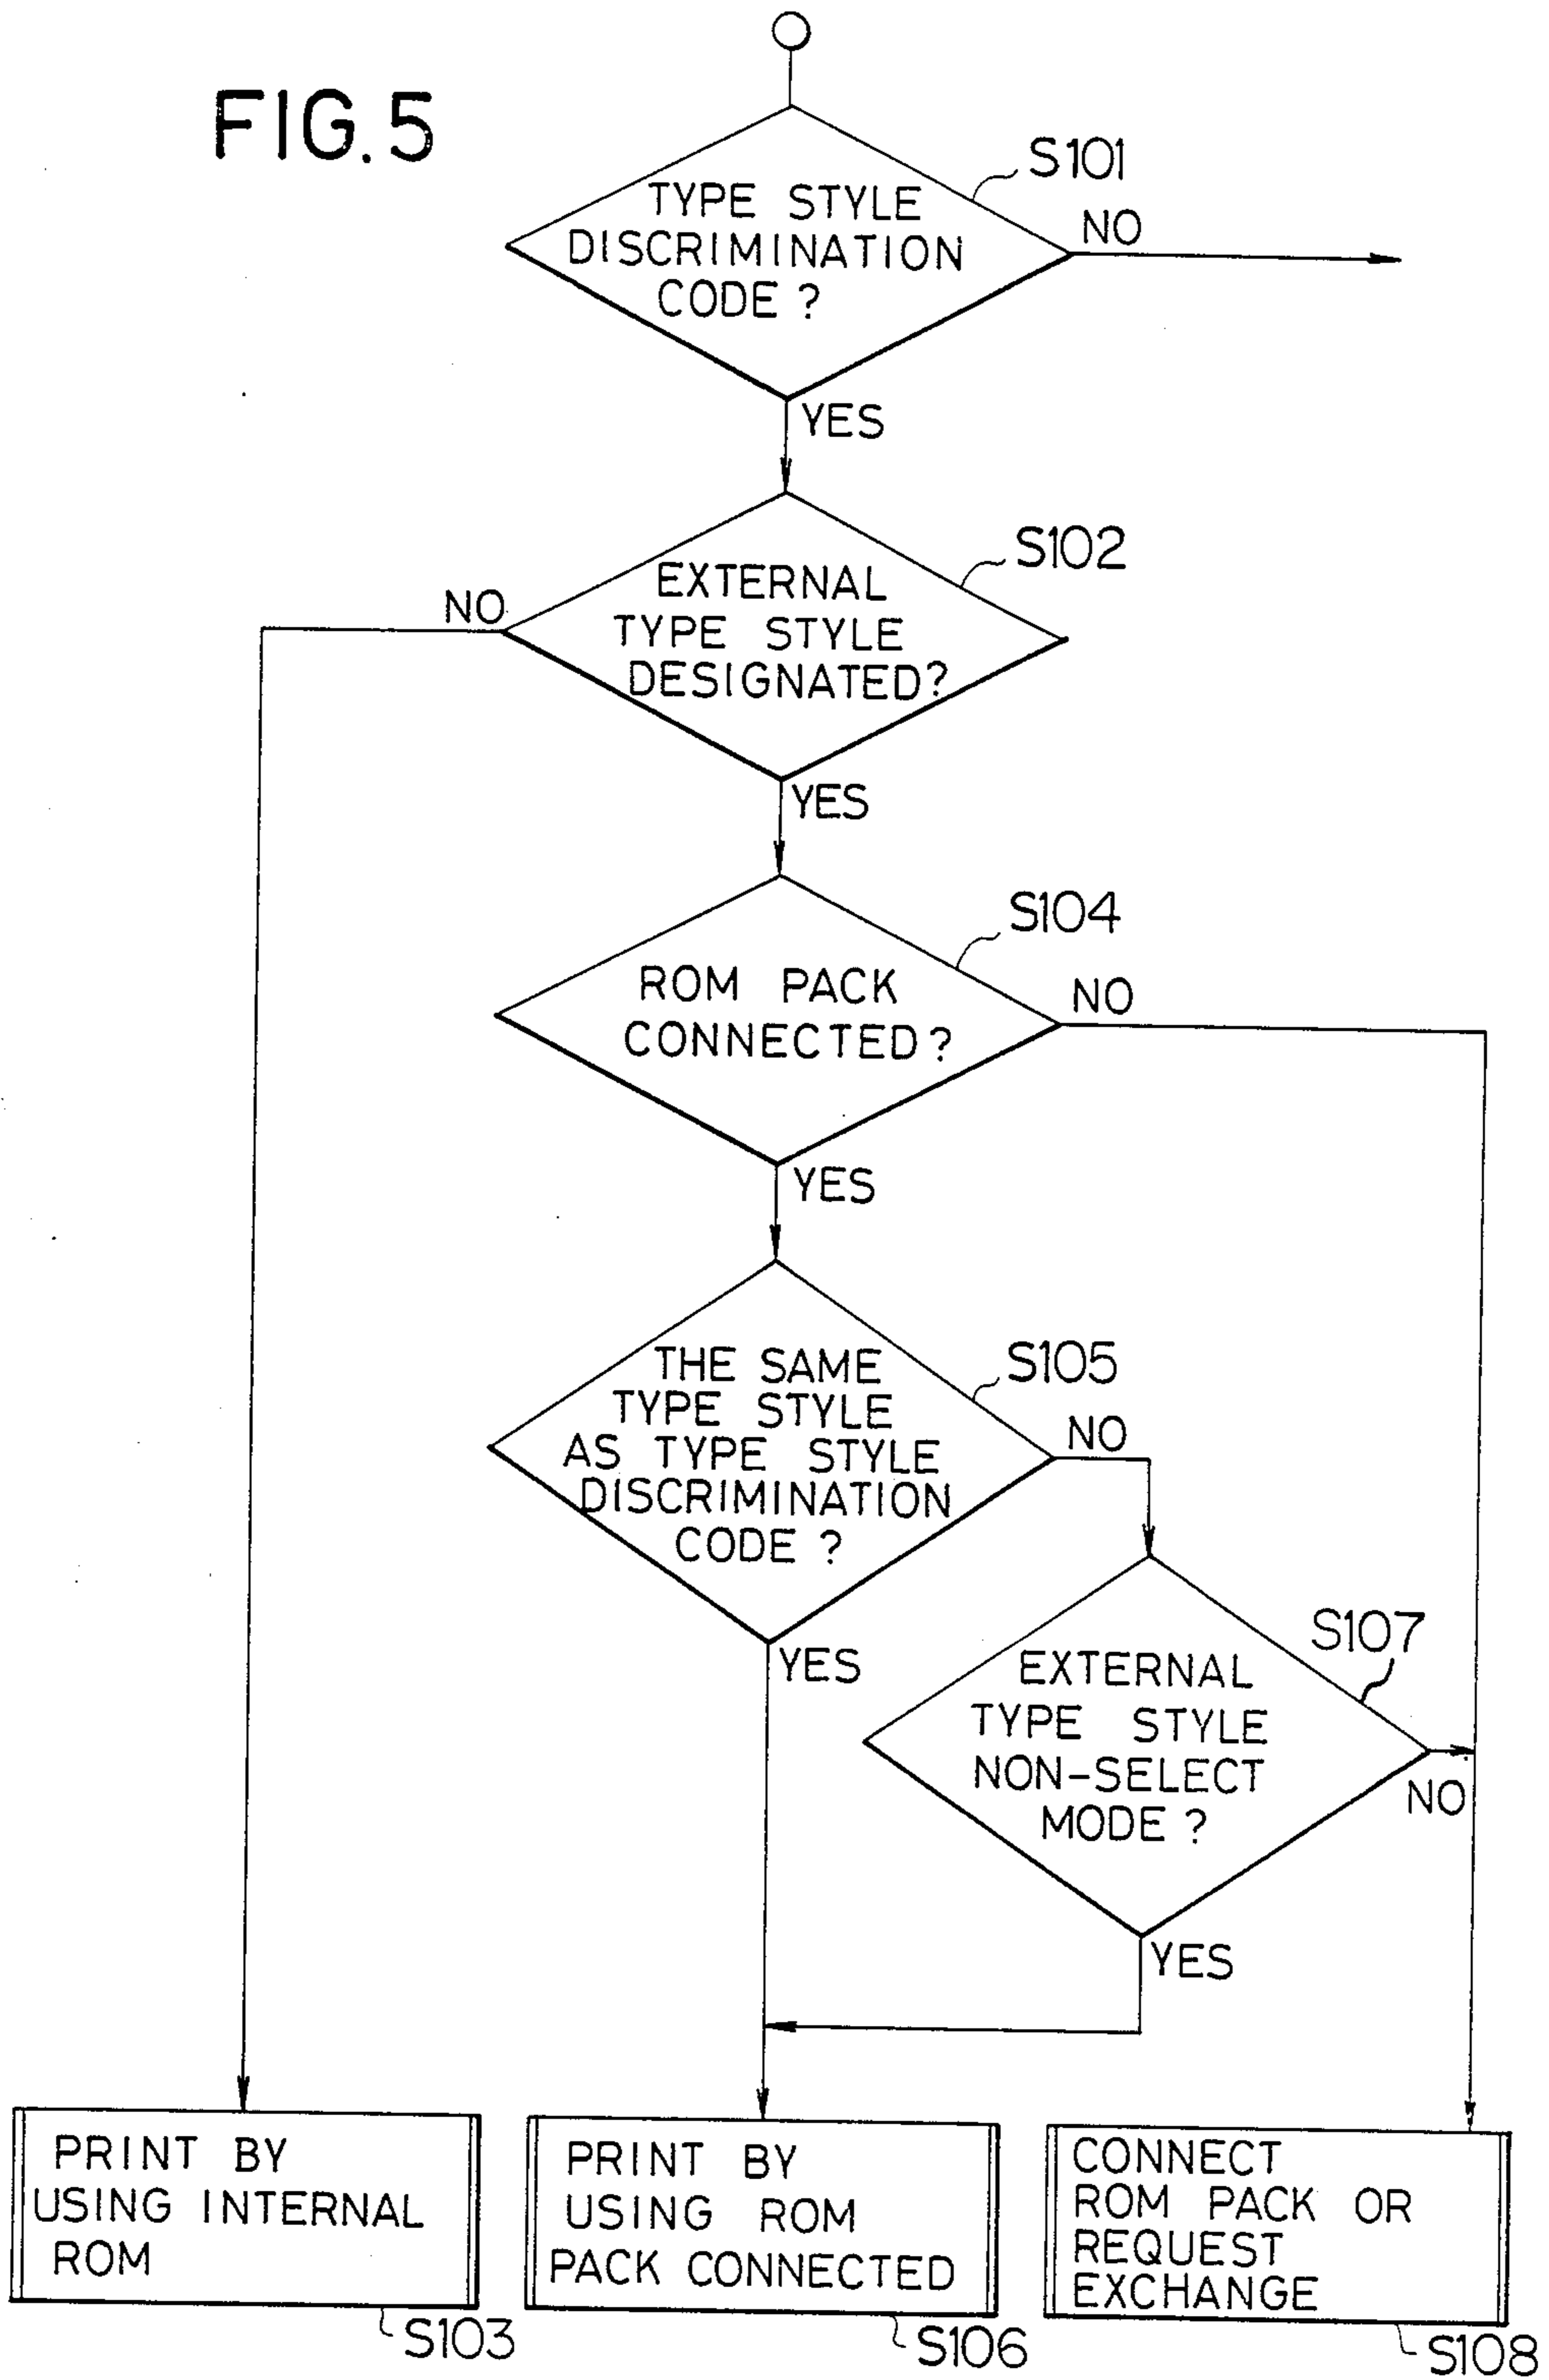 FIG. 5
S101
TYPE STYLE
DISCRIMINATION
CODE ?
NO
YES
S102
EXTERNAL
TYPE STYLE
DESIGNATED?
NO
YES
S104
ROM PACK
CONNECTED ?
NO
YES
S105
THE SAME
TYPE STYLE
AS TYPE STYLE
DISCRIMINATION
CODE ?
NO
YES
S107
EXTERNAL
TYPE STYLE
NON-SELECT
MODE ?
NO
YES
PRINT BY
USING INTERNAL
ROM
S103
PRINT BY
USING ROM
PACK CONNECTED
S106
CONNECT
ROM PACK OR
REQUEST
EXCHANGE
S108